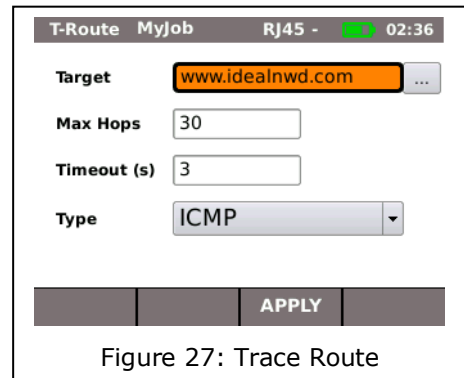 T-Route MyJob RJ45 - 02:36
Target www.idealnwd.com ...
Max Hops 30
Timeout (s) 3
Type ICMP
APPLY
Figure 27: Trace Route